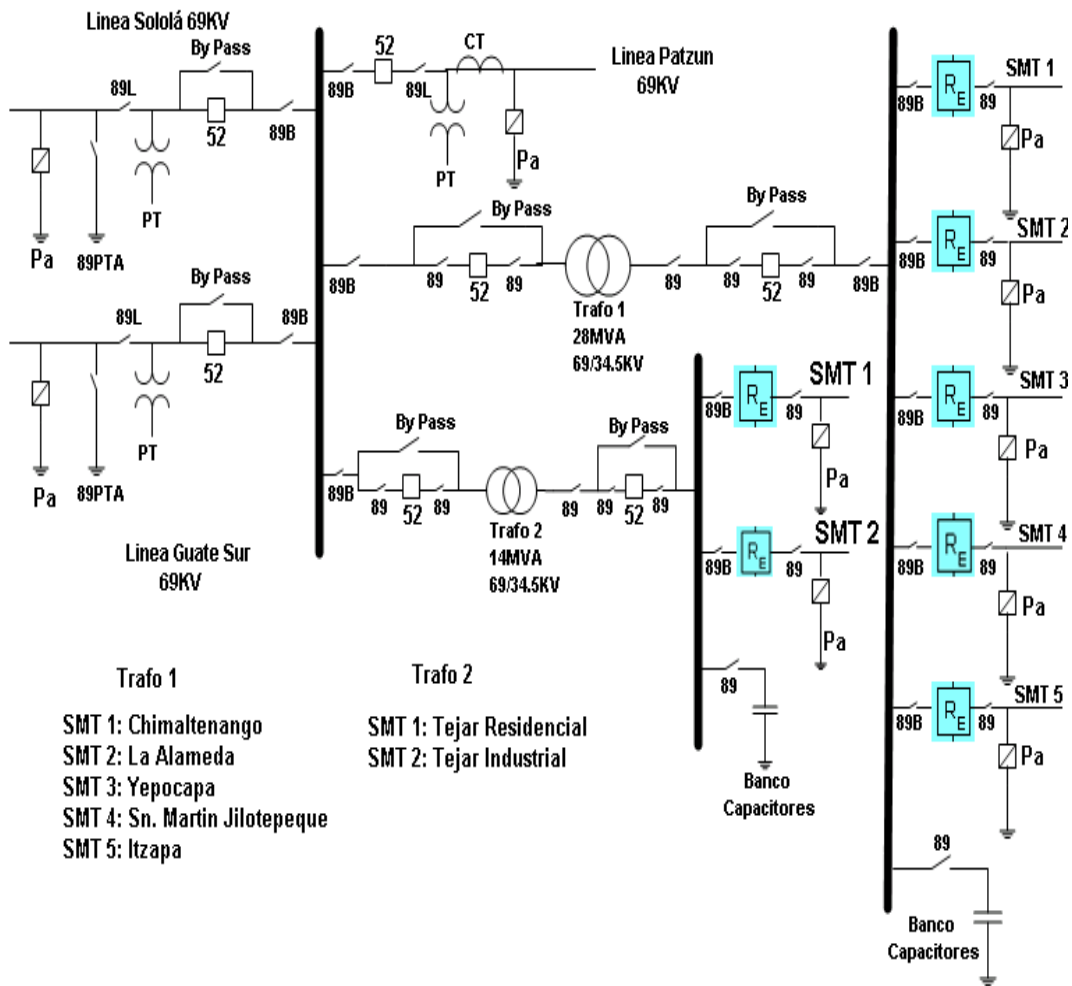 Linea Sololá 69KV
By Pass
89L
52
89B
Pa
89PTA
PT
52
CT
89B
89L
Linea Patzun
69KV
PT
Pa
By Pass
89L
52
89B
Pa
89PTA
PT
Linea Guate Sur
69KV
By Pass
89B
89
52
89
Trafo 1
28MVA
69/34.5KV
By Pass
89
89
52
89B
By Pass
89B
89
52
89
Trafo 2
14MVA
69/34.5KV
By Pass
89
89
52
89
89B
RE
89
SMT 1
Pa
89B
RE
89
SMT 2
Pa
89
Banco
Capacitores
89B
RE
89
SMT 1
Pa
89B
RE
89
SMT 2
Pa
89B
RE
89
SMT 3
Pa
89B
RE
89
SMT 4
Pa
89B
RE
89
SMT 5
Pa
89
Banco
Capacitores
Trafo 1
SMT 1: Chimaltenango
SMT 2: La Alameda
SMT 3: Yepocapa
SMT 4: Sn. Martin Jilotepeque
SMT 5: Itzapa
Trafo 2
SMT 1: Tejar Residencial
SMT 2: Tejar Industrial